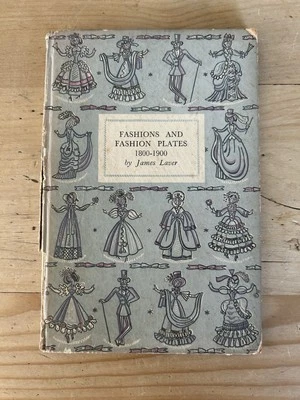 FASHIONS AND
FASHION PLATES
1800-1900
by James Laver